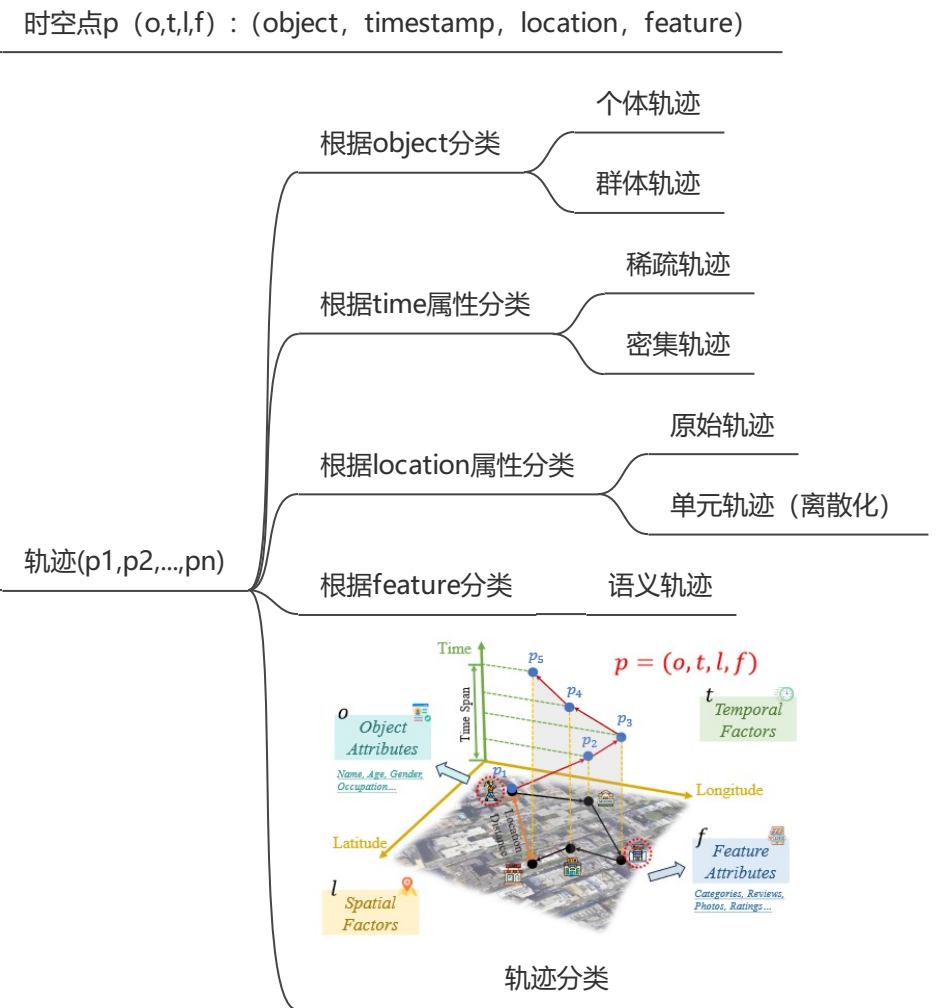 时空点p（o,t,l,f）:（object，timestamp，location，feature）
个体轨迹
根据object分类
群体轨迹
稀疏轨迹
根据time属性分类
密集轨迹
原始轨迹
根据location属性分类
单元轨迹（离散化）
轨迹(p1,p2,...,pn)
根据feature分类
语义轨迹
Time
p5
p = (o, t, l, f)
p4
t
Temporal
Factors
Time Span
o
Object
Attributes
Name, Age, Gender,
Occupation...
p3
p2
p1
Longitude
Location
Distance
Latitude
f
Feature
Attributes
Categories, Reviews,
Photos, Ratings...
l
Spatial
Factors
轨迹分类